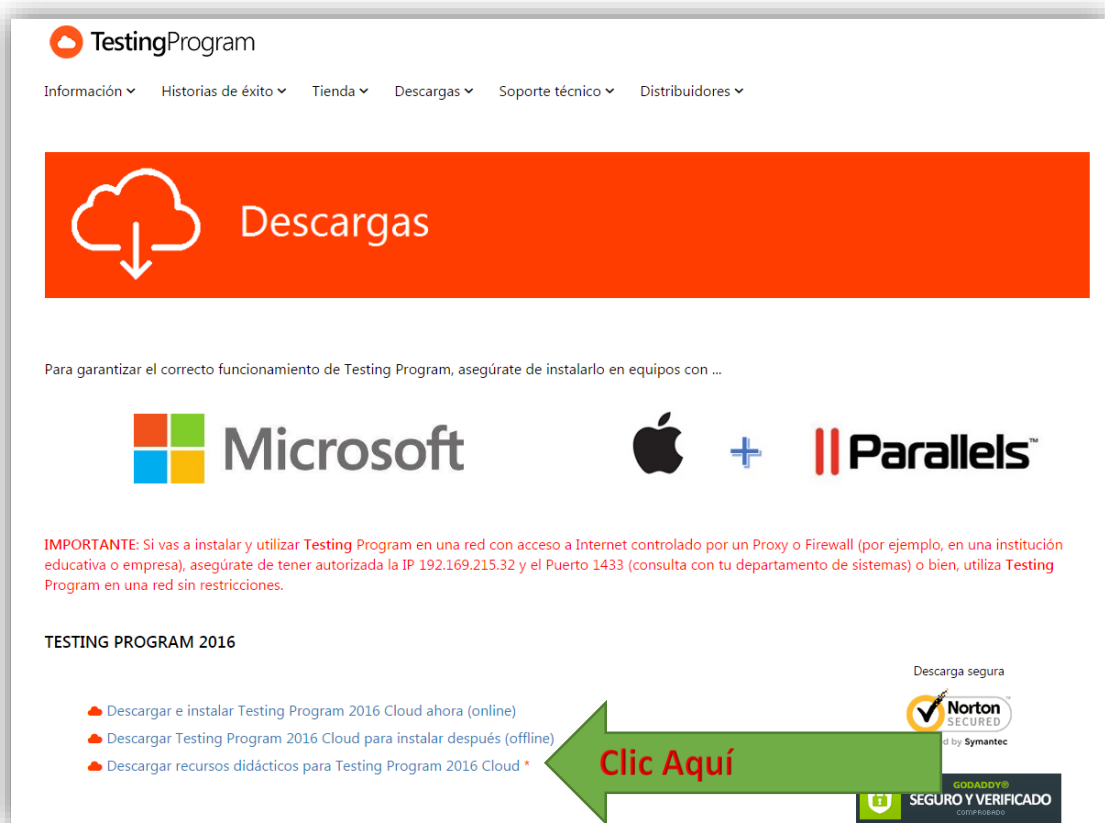 TestingProgram
Información Historias de éxito Tienda Descargas Soporte técnico Distribuidores
Descargas
Para garantizar el correcto funcionamiento de Testing Program, asegúrate de instalarlo en equipos con ...
Microsoft + Parallels™
IMPORTANTE: Si vas a instalar y utilizar Testing Program en una red con acceso a Internet controlado por un Proxy o Firewall (por ejemplo, en una institución
educativa o empresa), asegúrate de tener autorizada la IP 192.169.215.32 y el Puerto 1433 (consulta con tu departamento de sistemas) o bien, utiliza Testing
Program en una red sin restricciones.
TESTING PROGRAM 2016
Descarga segura
Descargar e instalar Testing Program 2016 Cloud ahora (online)
Descargar Testing Program 2016 Cloud para instalar después (offline)
Descargar recursos didácticos para Testing Program 2016 Cloud *
Clic Aquí
Norton
SECURED
by Symantec
GODADDY®
SEGURO Y VERIFICADO
COMPROBADO